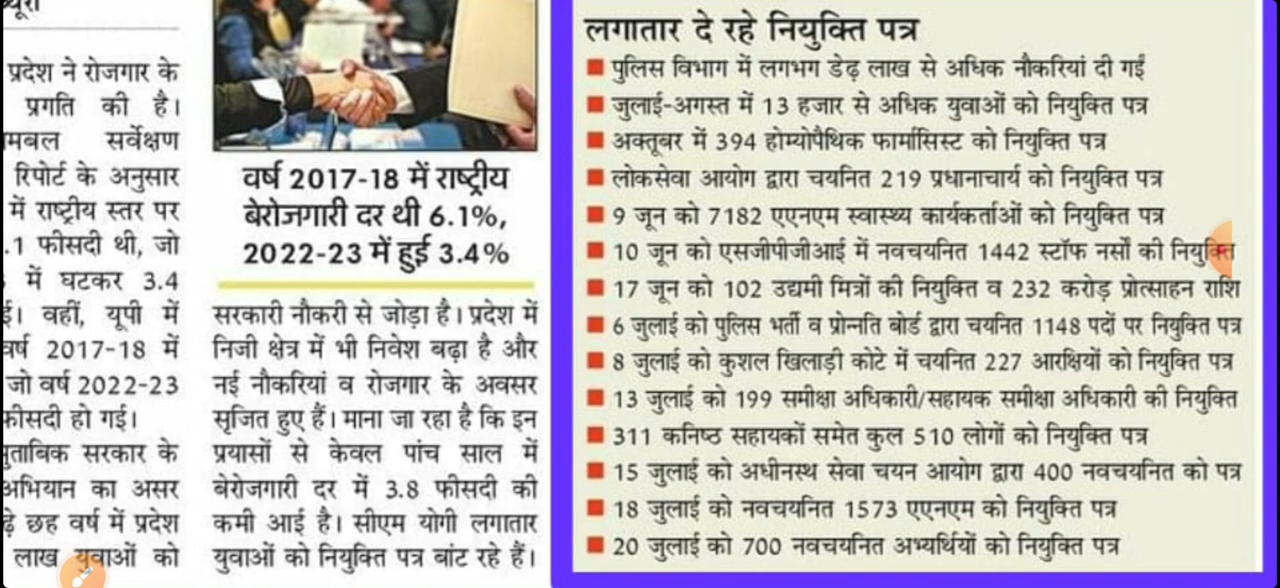 प्रदेश ने रोजगार के
प्रगति की है।
सर्वेक्षण
रिपोर्ट के अनुसार
में राष्ट्रीय स्तर पर
.1 फीसदी थी, जो
में घटकर 3.4
वहीं, यूपी में
वर्ष 2017-18 में
जो वर्ष 2022-23
फीसदी हो गई।
सरकार के
अभियान का असर
छह वर्ष में प्रदेश
लाख युवाओं को
वर्ष 2017-18 में राष्ट्रीय
बेरोजगारी दर थी 6.1%,
2022-23 में हुई 3.4%
सरकारी नौकरी से जोड़ा है। प्रदेश में
निजी क्षेत्र में भी निवेश बढ़ा है और
नई नौकरियां व रोजगार के अवसर
सृजित हुए हैं। माना जा रहा है कि इन
प्रयासों से केवल पांच साल में
बेरोजगारी दर में 3.8 फीसदी की
कमी आई है। सीएम योगी लगातार
युवाओं को नियुक्ति पत्र बांट रहे हैं।
लगातार दे रहे नियुक्ति पत्र
■ पुलिस विभाग में लगभग डेढ़ लाख से अधिक नौकरियां दी गईं
■ जुलाई-अगस्त में 13 हजार से अधिक युवाओं को नियुक्ति पत्र
■ अक्तूबर में 394 होम्योपैथिक फार्मासिस्ट को नियुक्ति पत्र
■ लोकसेवा आयोग द्वारा चयनित 219 प्रधानाचार्य को नियुक्ति पत्र
■ 9 जून को 7182 एएनएम स्वास्थ्य कार्यकर्ताओं को नियुक्ति पत्र
■ 10 जून को एसजीपीजीआई में नवचयनित 1442 स्टॉफ नर्सों की नियुक्ति
■ 17 जून को 102 उद्यमी मित्रों की नियुक्ति व 232 करोड़ प्रोत्साहन राशि
■ 6 जुलाई को पुलिस भर्ती व प्रोन्नति बोर्ड द्वारा चयनित 1148 पदों पर नियुक्ति पत्र
■ 8 जुलाई को कुशल खिलाड़ी कोटे में चयनित 227 आरक्षियों को नियुक्ति पत्र
■ 13 जुलाई को 199 समीक्षा अधिकारी/सहायक समीक्षा अधिकारी की नियुक्ति
■ 311 कनिष्ठ सहायकों समेत कुल 510 लोगों को नियुक्ति पत्र
■ 15 जुलाई को अधीनस्थ सेवा चयन आयोग द्वारा 400 नवचयनित को पत्र
■ 18 जुलाई को नवचयनित 1573 एएनएम को नियुक्ति पत्र
■ 20 जुलाई को 700 नवचयनित अभ्यर्थियों को नियुक्ति पत्र